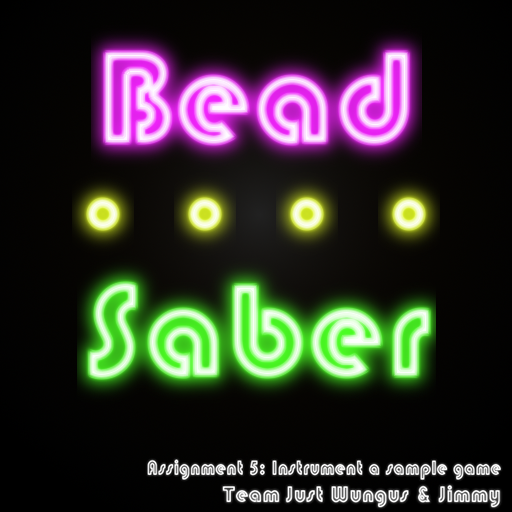 Bead
Saber
Assignment 5: Instrument a sample game
Team Just Wungus & Jimmy